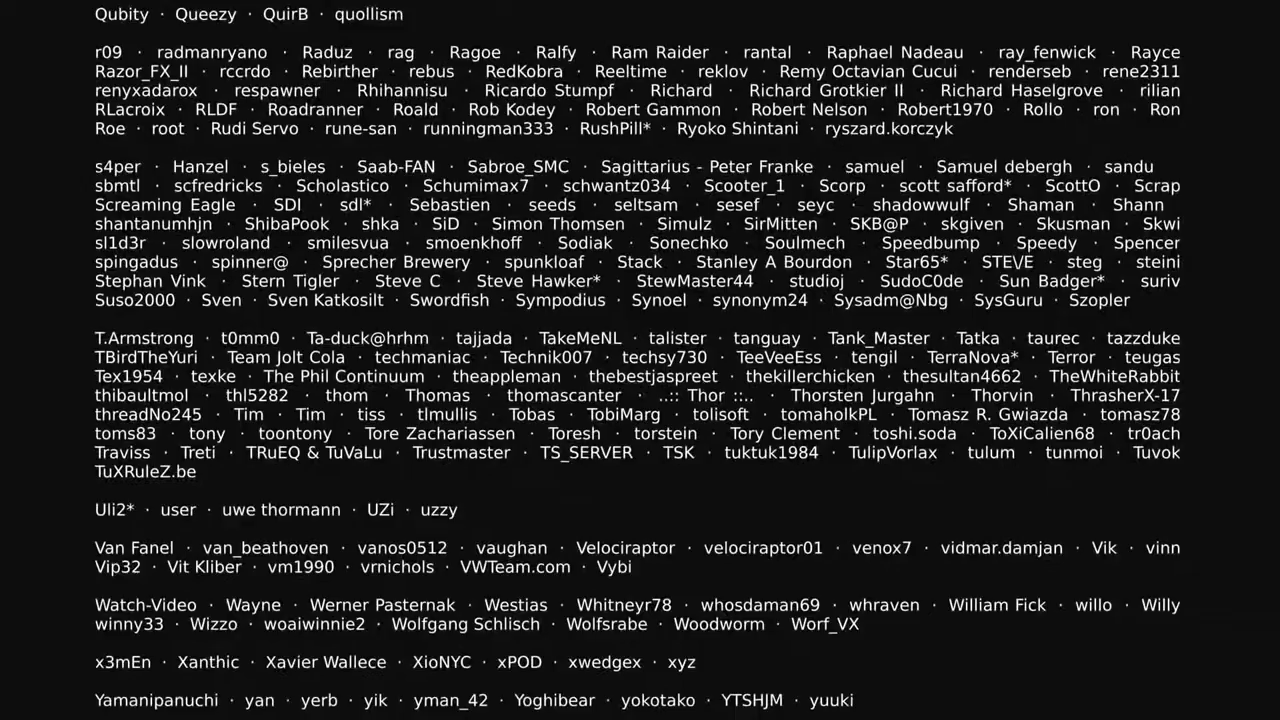 Qubity · Queezy · QuirB · quollism
r09 · radmanryano · Raduz · rag · Ragoe · Ralfy · Ram Raider · rantal · Raphael Nadeau · ray_fenwick · Rayce
Razor_FX_II · rccrdo · Rebirther · rebus · RedKobra · Reeltime · reklov · Remy Octavian Cucui · renderseb · rene2311
renyxadarox · respawner · Rhihannisu · Ricardo Stumpf · Richard · Richard Grotkier II · Richard Haselgrove · rilian
RLacroix · RLDF · Roadranner · Roald · Rob Kodey · Robert Gammon · Robert Nelson · Robert1970 · Rollo · ron · Ron
Roe · root · Rudi Servo · rune-san · runningman333 · RushPill* · Ryoko Shintani · ryszard.korczyk
s4per · Hanzel · s_bieles · Saab-FAN · Sabroe_SMC · Sagittarius - Peter Franke · samuel · Samuel debergh · sandu
sbmtl · scfredricks · Scholastico · Schumimax7 · schwantz034 · Scooter_1 · Scorp · scott safford* · ScottO · Scrap
Screaming Eagle · SDI · sdl* · Sebastien · seeds · seltsam · sesef · seyc · shadowwulf · Shaman · Shann
shantanumhjn · ShibaPook · shka · SiD · Simon Thomsen · Simulz · SirMitten · SKB@P · skgiven · Skusman · Skwi
sl1d3r · slowroland · smilesvua · smoenkhoff · Sodiak · Sonechko · Soulmech · Speedbump · Speedy · Spencer
spingadus · spinner@ · Sprecher Brewery · spunkloaf · Stack · Stanley A Bourdon · Star65* · STE\/E · steg · steini
Stephan Vink · Stern Tigler · Steve C · Steve Hawker* · StewMaster44 · studioj · SudoC0de · Sun Badger* · suriv
Suso2000 · Sven · Sven Katkosilt · Swordfish · Sympodius · Synoel · synonym24 · Sysadm@Nbg · SysGuru · Szopler
T.Armstrong · t0mm0 · Ta-duck@hrhm · tajjada · TakeMeNL · talister · tanguay · Tank_Master · Tatka · taurec · tazzduke
TBirdTheYuri · Team Jolt Cola · techmaniac · Technik007 · techsy730 · TeeVeeEss · tengil · TerraNova* · Terror · teugas
Tex1954 · texke · The Phil Continuum · theappleman · thebestjaspreet · thekillerchicken · thesultan4662 · TheWhiteRabbit
thibaultmol · thl5282 · thom · Thomas · thomascanter · ..:: Thor ::.. · Thorsten Jurgahn · Thorvin · ThrasherX-17
threadNo245 · Tim · Tim · tiss · tlmullis · Tobas · TobiMarg · tolisoft · tomaholkPL · Tomasz R. Gwiazda · tomasz78
toms83 · tony · toontony · Tore Zachariassen · Toresh · torstein · Tory Clement · toshi.soda · ToXiCalien68 · tr0ach
Traviss · Treti · TRuEQ & TuVaLu · Trustmaster · TS_SERVER · TSK · tuktuk1984 · TulipVorlax · tulum · tunmoi · Tuvok
TuXRuleZ.be
Uli2* · user · uwe thormann · UZi · uzzy
Van Fanel · van_beathoven · vanos0512 · vaughan · Velociraptor · velociraptor01 · venox7 · vidmar.damjan · Vik · vinn
Vip32 · Vit Kliber · vm1990 · vrnichols · VWTeam.com · Vybi
Watch-Video · Wayne · Werner Pasternak · Westias · Whitneyr78 · whosdaman69 · whraven · William Fick · willo · Willy
winny33 · Wizzo · woaiwinnie2 · Wolfgang Schlisch · Wolfsrabe · Woodworm · Worf_VX
x3mEn · Xanthic · Xavier Wallece · XioNYC · xPOD · xwedgex · xyz
Yamanipanuchi · yan · yerb · yik · yman_42 · Yoghibear · yokotako · YTSHJM · yuuki